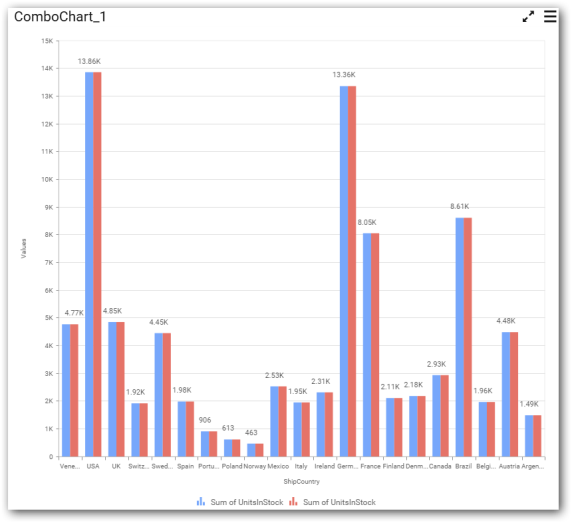 ComboChart_1
15K
14K
13K
12K
11K
10K
9K
8K
7K
6K
5K
4K
3K
2K
1K
0
Values
4.77K 13.86K 4.85K 1.92K 4.45K 1.98K 906 613 463 2.53K 1.95K 2.31K 13.36K 8.05K 2.11K 2.18K 2.93K 8.61K 1.96K 4.48K 1.49K
Vene... USA UK Switz... Swed... Spain Portu... Poland Norway Mexico Italy Ireland Germ... France Finland Denm... Canada Brazil Belgi... Austria Argen...
ShipCountry
Sum of UnitsInStock Sum of UnitsInStock